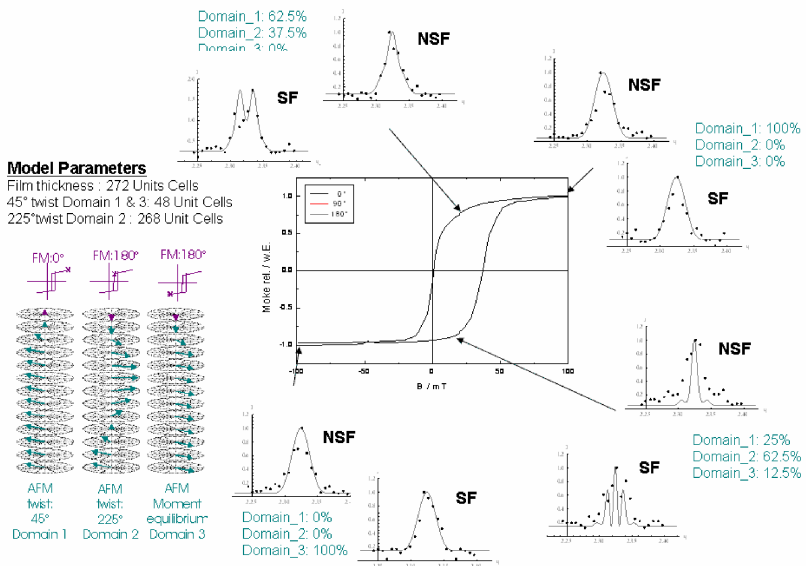 Domain_1: 62.5%
Domain_2: 37.5%
Domain_3: 0%
NSF
SF
NSF
Domain_1: 100%
Domain_2: 0%
Domain_3: 0%
SF
Model Parameters
Film thickness : 272 Units Cells
45° twist Domain 1 & 3: 48 Unit Cells
225°twist Domain 2 : 268 Unit Cells
FM:0° FM:180° FM:180°
0°
90°
180°
Moke rel. / w.E.
1.0
0.5
0.0
-0.5
-1.0
-100 -50 0 50 100
B / mT
NSF
SF
Domain_1: 25%
Domain_2: 62.5%
Domain_3: 12.5%
NSF
SF
Domain_1: 0%
Domain_2: 0%
Domain_3: 100%
AFM twist: 45° Domain 1
AFM twist: 225° Domain 2
AFM Moment equilibrium Domain 3